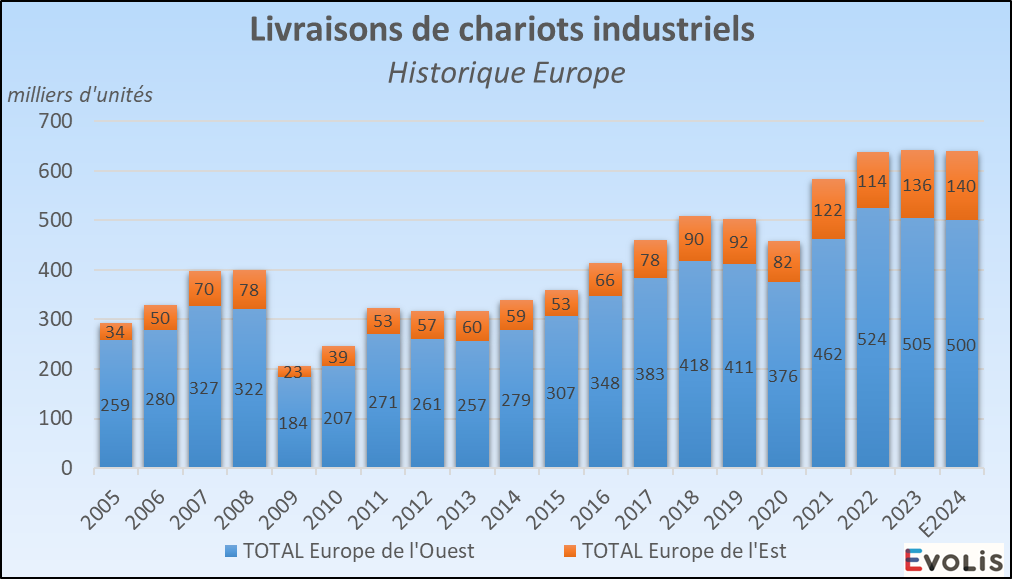 Livraisons de chariots industriels
Historique Europe
milliers d'unités
700
600
500
400
300
200
100
0
34 50 70 78 23 39 53 57 60 59 53 66 78 90 92 82 122 114 136 140
259 280 327 322 184 207 271 261 257 279 307 348 383 418 411 376 462 524 505 500
2005 2006 2007 2008 2009 2010 2011 2012 2013 2014 2015 2016 2017 2018 2019 2020 2021 2022 2023 E2024
TOTAL Europe de l'Ouest TOTAL Europe de l'Est
EVOLIS